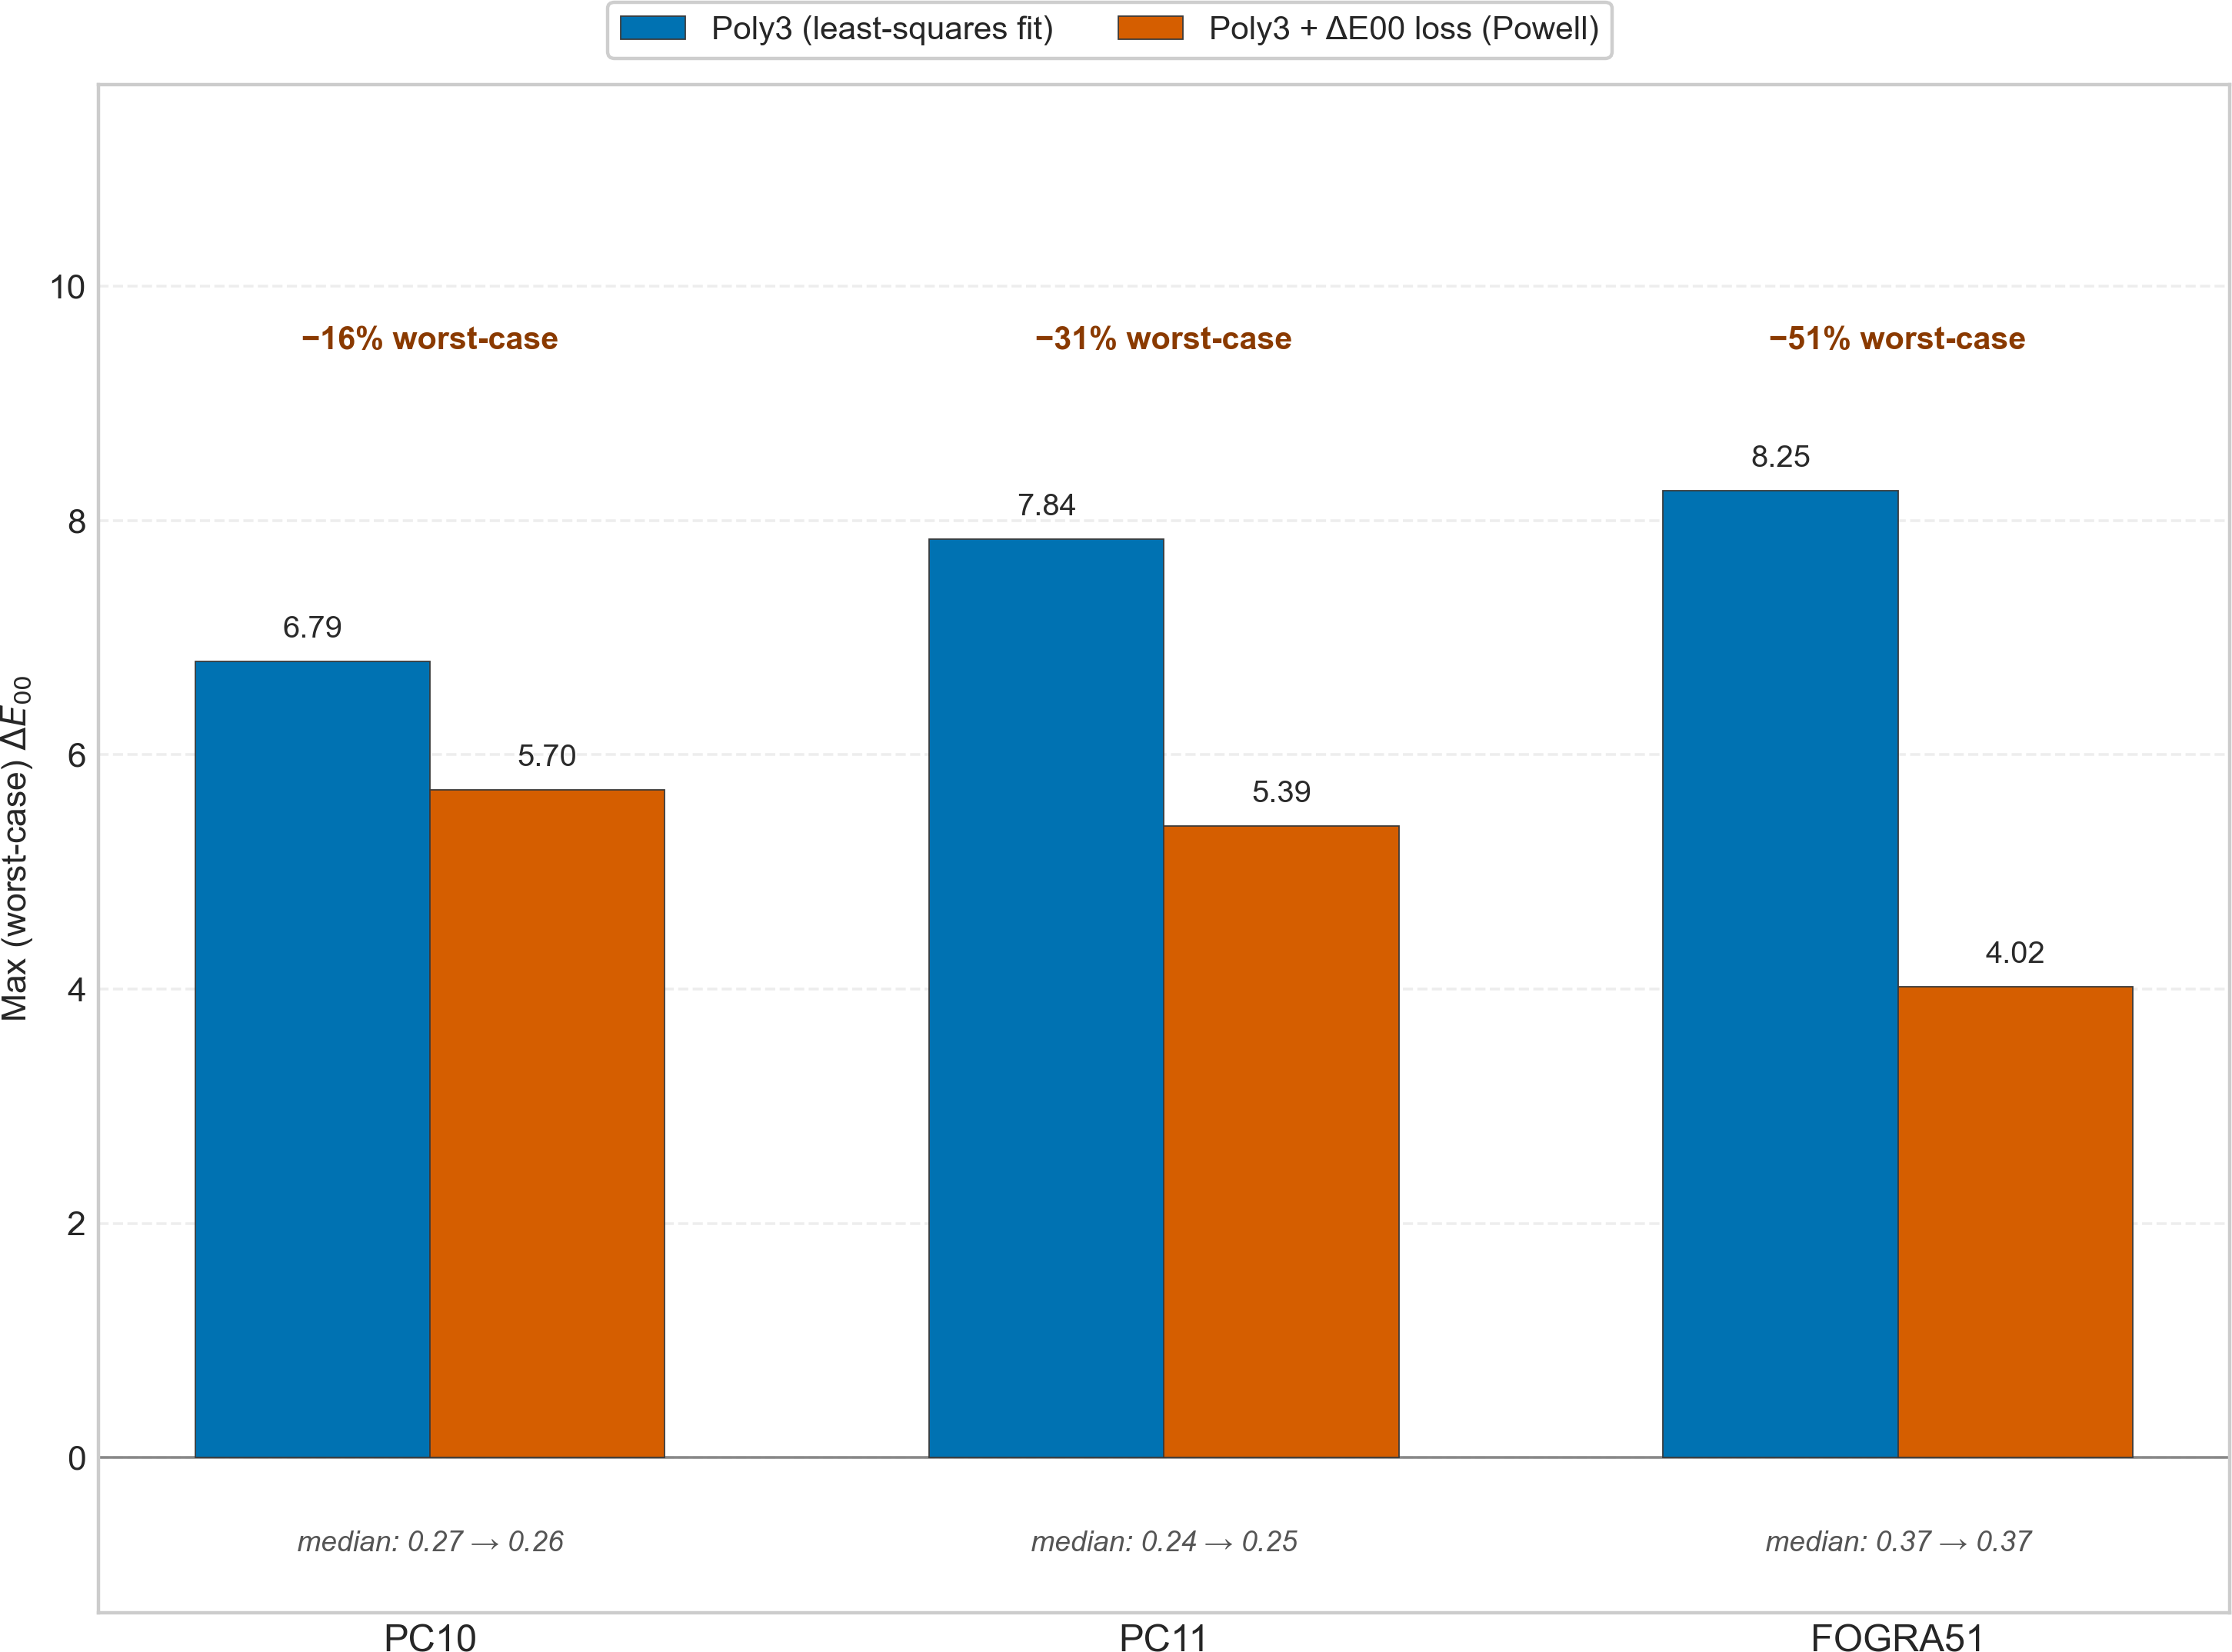 Poly3 (least-squares fit)
Poly3 + ΔE00 loss (Powell)
Max (worst-case) ΔE₀₀
10
8
6
4
2
0
−16% worst-case
−31% worst-case
−51% worst-case
6.79
5.70
7.84
5.39
8.25
4.02
median: 0.27 → 0.26
median: 0.24 → 0.25
median: 0.37 → 0.37
PC10
PC11
FOGRA51